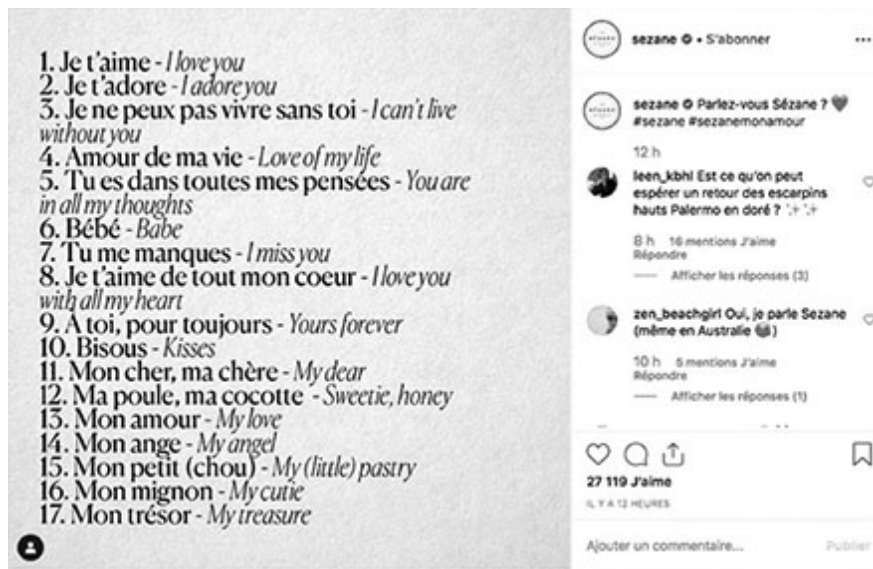 1. Je t'aime - I love you
2. Je t'adore - I adore you
3. Je ne peux pas vivre sans toi - I can't live
without you
4. Amour de ma vie - Love of my life
5. Tu es dans toutes mes pensées - You are
in all my thoughts
6. Bébé - Babe
7. Tu me manques - I miss you
8. Je t'aime de tout mon coeur - I love you
with all my heart
9. À toi, pour toujours - Yours forever
10. Bisous - Kisses
11. Mon cher, ma chère - My dear
12. Ma poule, ma cocotte - Sweetie, honey
13. Mon amour - My love
14. Mon ange - My angel
15. Mon petit (chou) - My (little) pastry
16. Mon mignon - My cutie
17. Mon trésor - My treasure
sezane • S'abonner
sezane Parlez-vous Sézane ?
#sezane #sezanemonamour
12 h
leen_kbhl Est ce qu'on peut
espérer un retour des escarpins
hauts Palermo en doré ?
8 h 16 mentions J'aime
Répondre
Afficher les réponses (3)
zen_beachgirl Oui, je parle Sezane
(même en Australie )
10 h 5 mentions J'aime
Répondre
Afficher les réponses (1)
27 119 J'aime
IL Y A 12 HEURES
Ajouter un commentaire... Publier